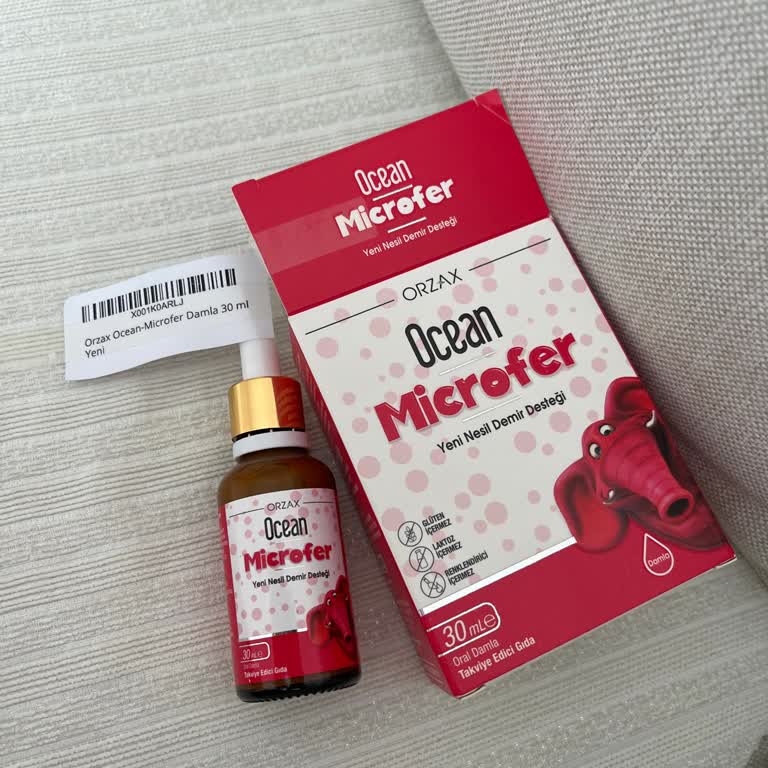 Ocean
Microfer
Yeni Nesil Demir Desteği
ORZAX
Ocean
Microfer
Yeni Nesil Demir Desteği
GLÜTEN
İÇERMEZ
LAKTOZ
İÇERMEZ
RENKLENDİRİCİ
İÇERMEZ
Damla
30 mL℮
Oral Damla
Takviye Edici Gıda
X001K0ARLJ
Orzax Ocean-Microfer Damla 30 ml
Yeni
ORZAX
Ocean
Microfer
Yeni Nesil Demir Desteği
30 mL℮
Oral Damla
Takviye Edici Gıda